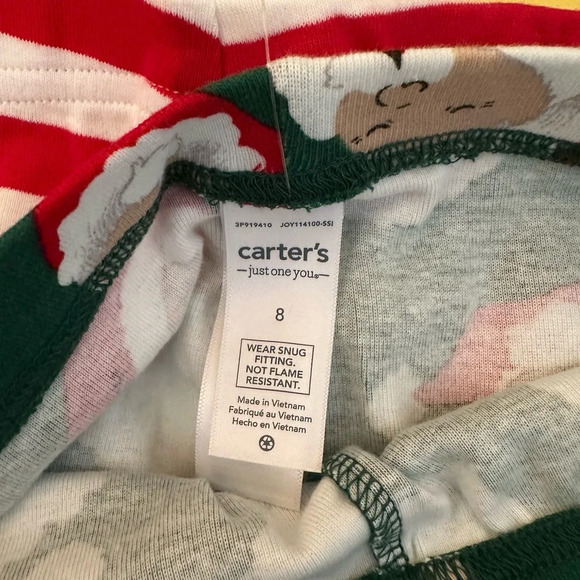 3P919410 JOY114100-SSI
carter's
just one you®
8
WEAR SNUG
FITTING.
NOT FLAME
RESISTANT.
Made in Vietnam
Fabriqué au Vietnam
Hecho en Vietnam